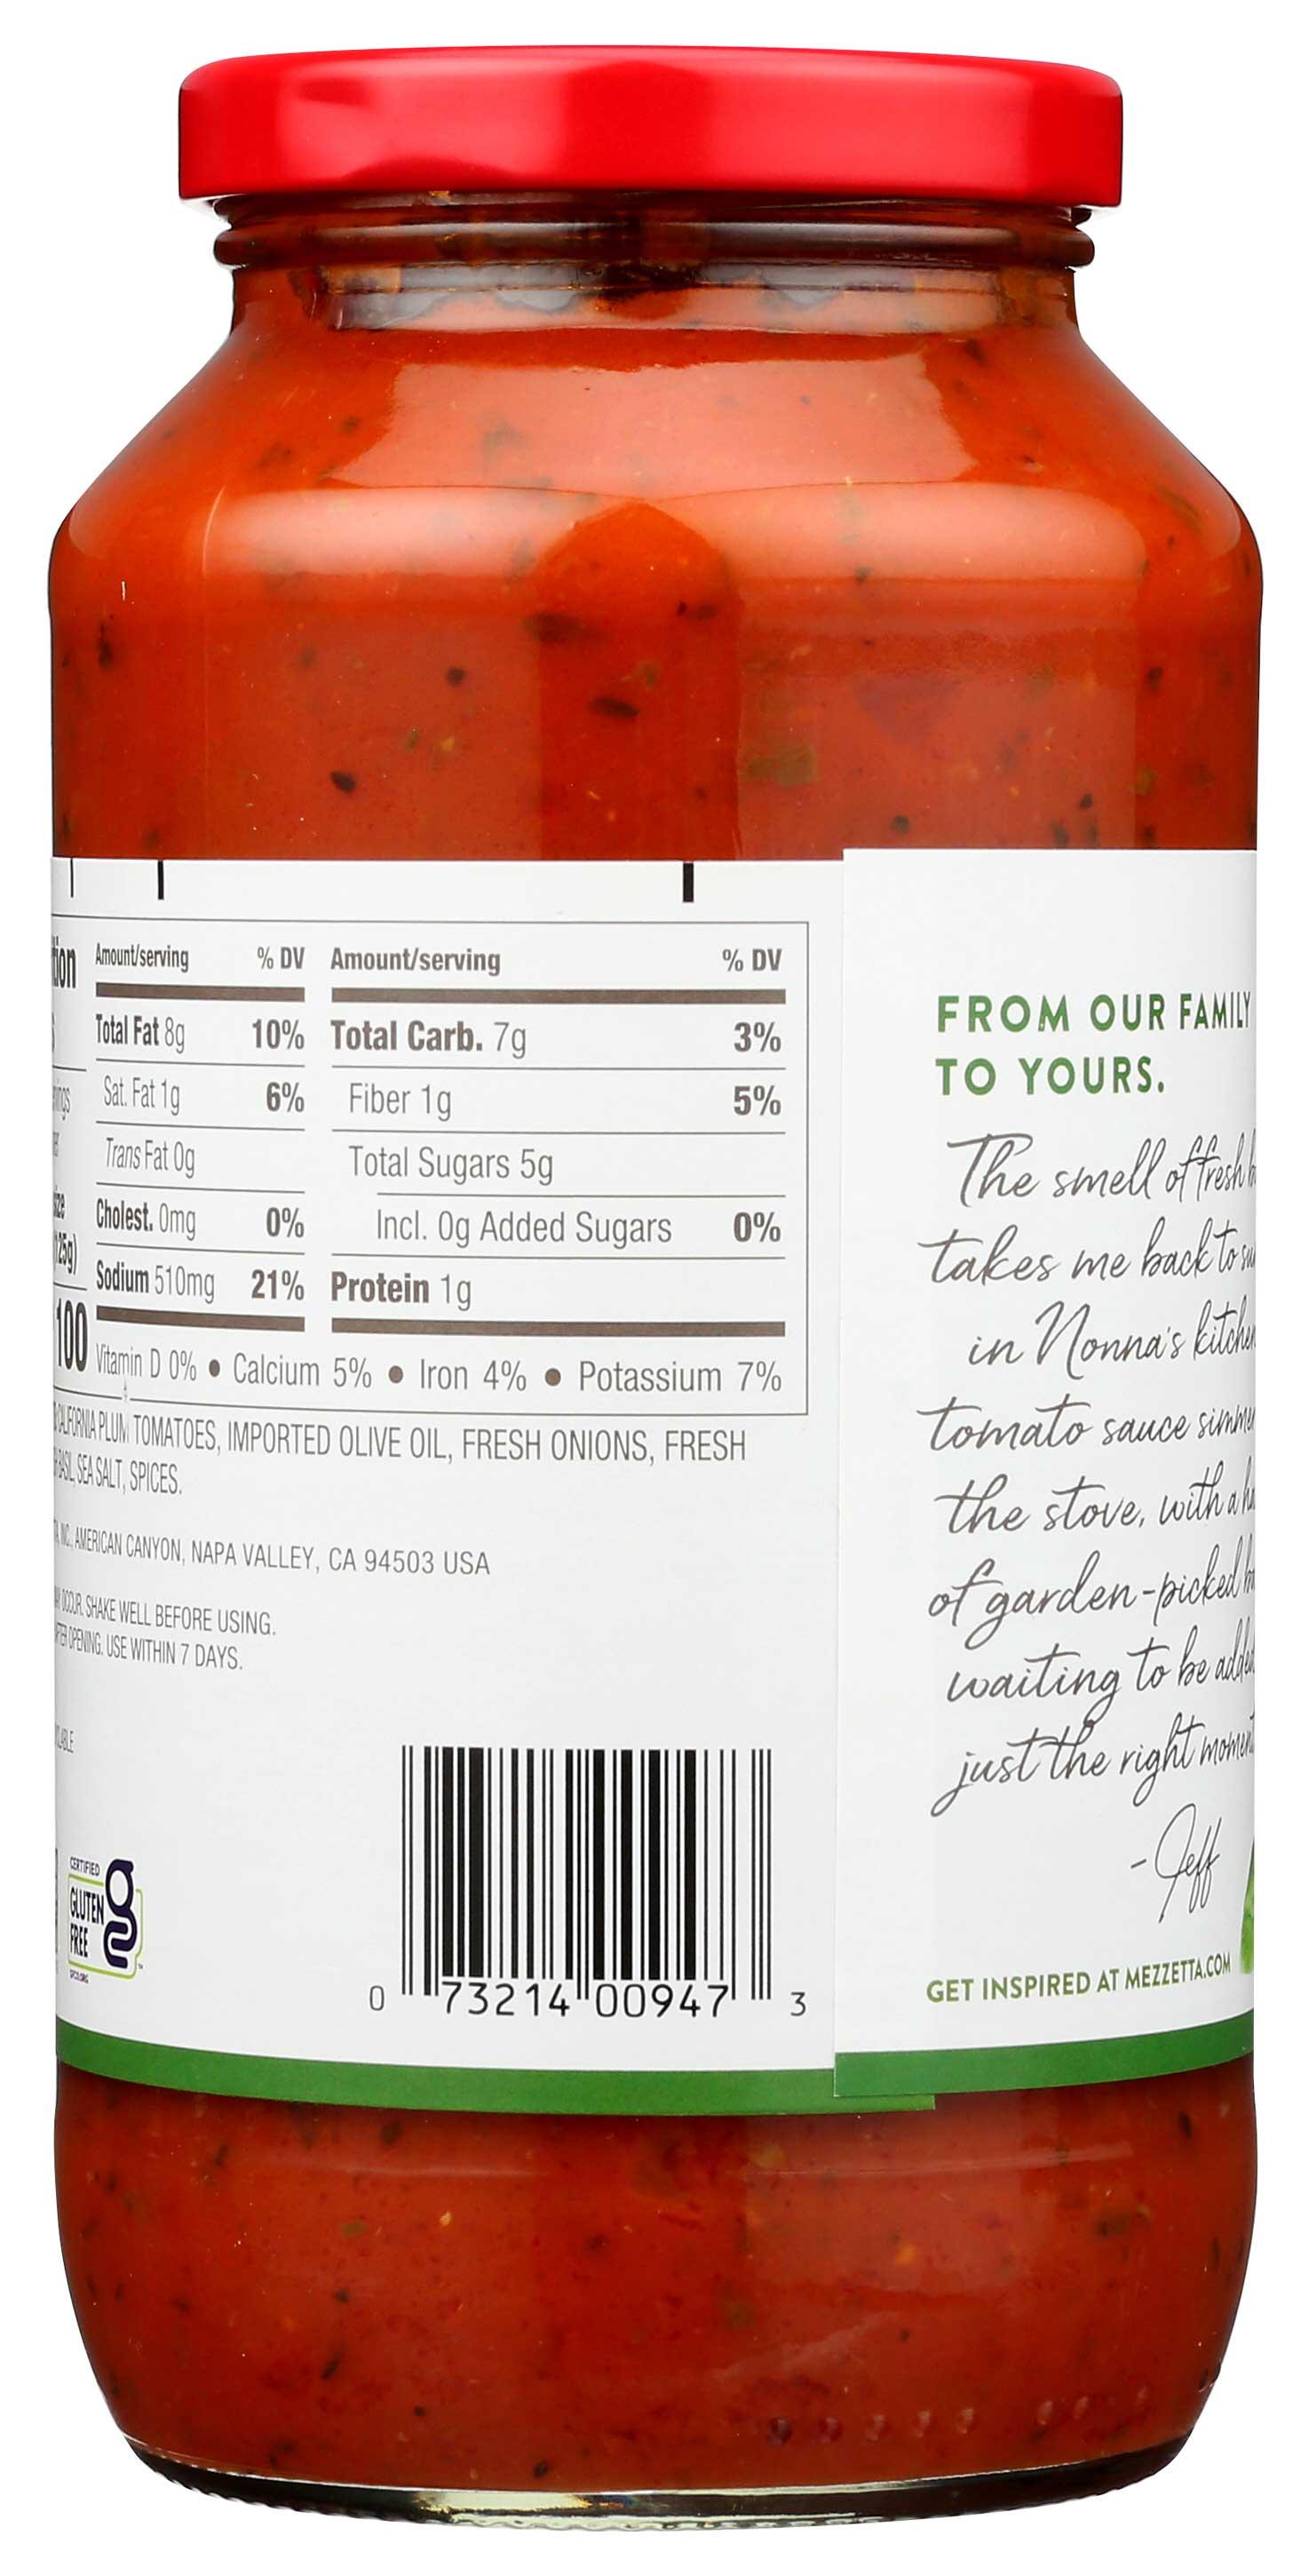 Amount/serving % DV Amount/serving % DV
Total Fat 8g 10% Total Carb. 7g 3%
Sat. Fat 1g 6% Fiber 1g 5%
Trans Fat 0g Total Sugars 5g
Cholest. 0mg 0% Incl. 0g Added Sugars 0%
(125g)
Sodium 510mg 21% Protein 1g
100
Vitamin D 0% • Calcium 5% • Iron 4% • Potassium 7%
CALIFORNIA PLUM TOMATOES, IMPORTED OLIVE OIL, FRESH ONIONS, FRESH
BASIL, SEA SALT, SPICES.
INC., AMERICAN CANYON, NAPA VALLEY, CA 94503 USA
OCCUR. SHAKE WELL BEFORE USING.
OPENING. USE WITHIN 7 DAYS.
CERTIFIED
GLUTEN
FREE
GFCO.ORG
0 73214 00947 3
FROM OUR FAMILY
TO YOURS.
The smell of fresh
takes me back to
in Nonna's kitchen
tomato sauce
the stove, with a
of garden-picked
waiting to be added
just the right moment
-Jeff
GET INSPIRED AT MEZZETTA.COM